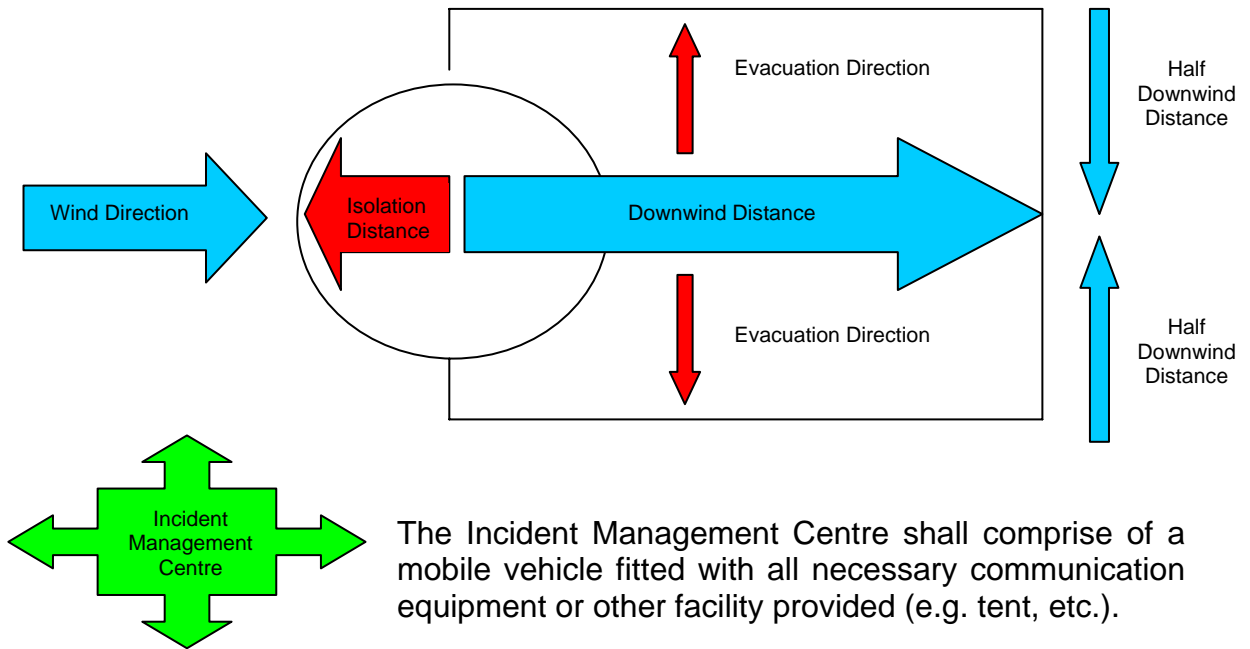 Evacuation Direction
Half
Downwind
Distance
Wind Direction
Isolation
Distance
Downwind Distance
Evacuation Direction
Half
Downwind
Distance
Incident
Management
Centre
The Incident Management Centre shall comprise of a
mobile vehicle fitted with all necessary communication
equipment or other facility provided (e.g. tent, etc.).